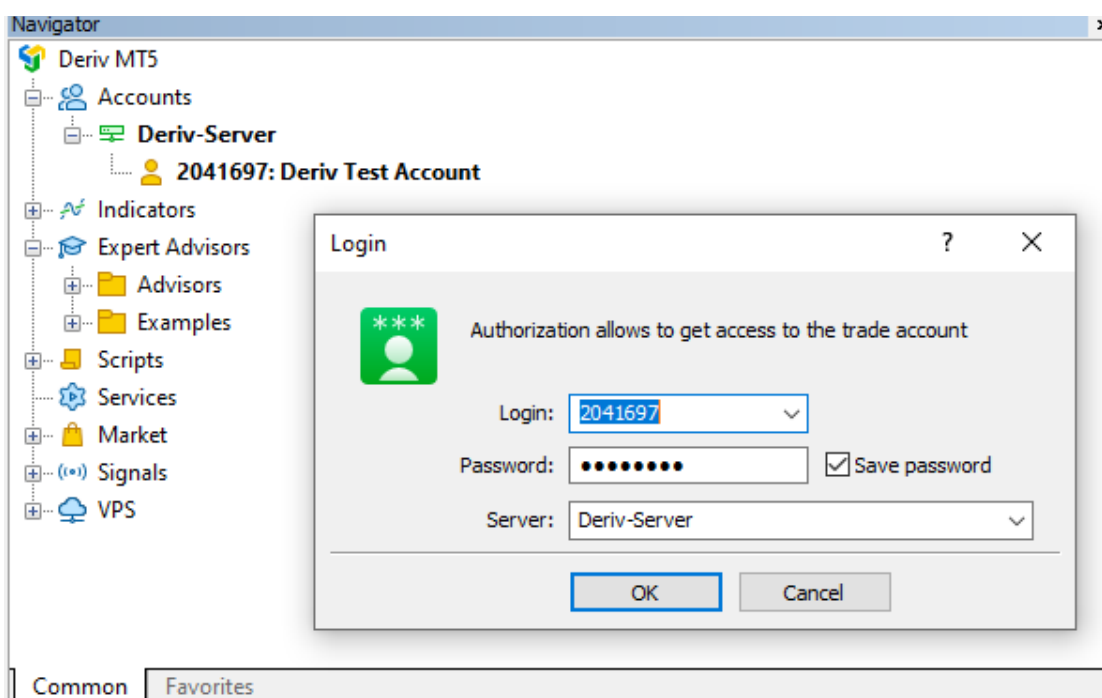 Navigator
Deriv MT5
Accounts
Deriv-Server
2041697: Deriv Test Account
Indicators
Expert Advisors
Advisors
Examples
Scripts
Services
Market
Signals
VPS
Login ?
***
Authorization allows to get access to the trade account
Login: 2041697
Password: ●●●●●●●● Save password
Server: Deriv-Server
OK Cancel
Common Favorites